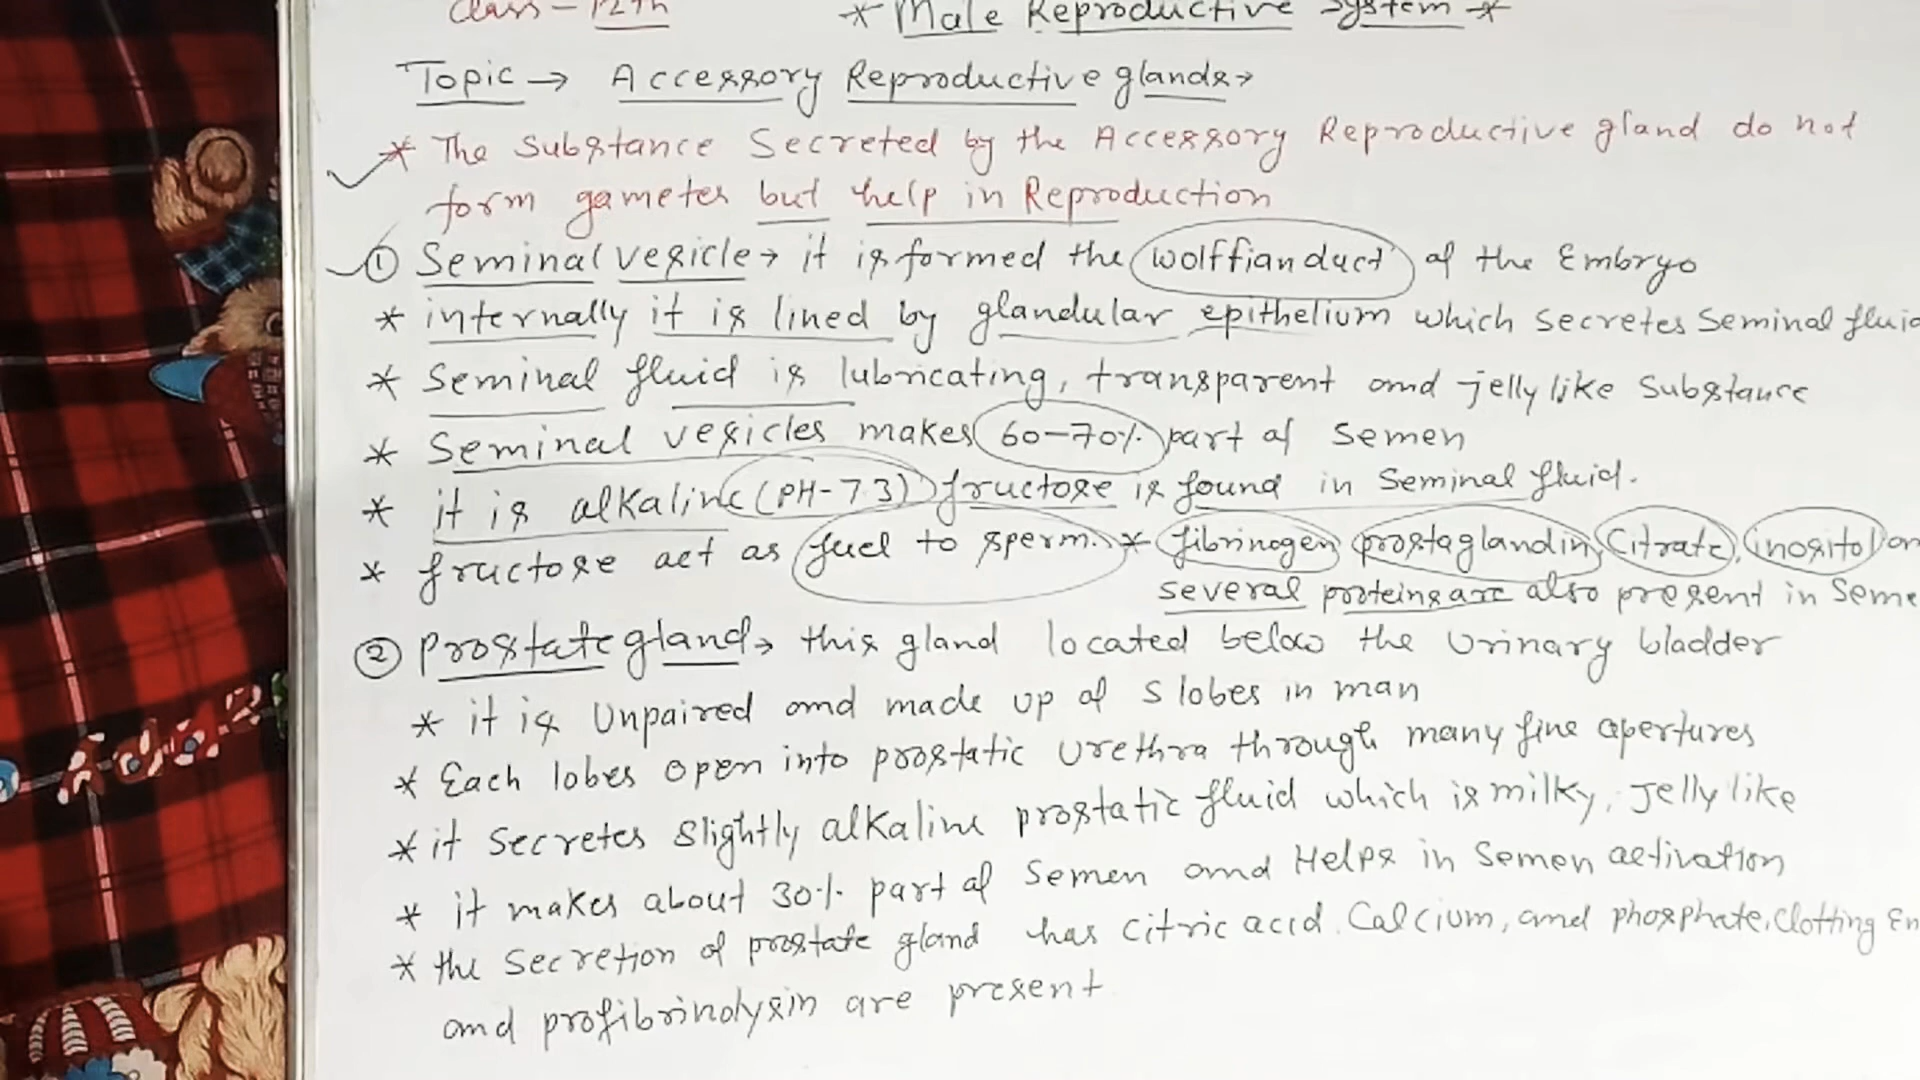 Class - 12th * Male Reproductive System *
Topic → Accessory Reproductive glands →
* The Substance Secreted by the Accessory Reproductive gland do not
form gametes but help in Reproduction
① Seminal vesicle → it is formed the wolffian duct of the Embryo
* internally it is lined by glandular epithelium which secretes Seminal fluid
* Seminal fluid is lubricating, transparent and jelly like Substance
* Seminal vesicles makes 60-70% part of Semen
* it is alkaline (PH-7.3) fructose is found in Seminal fluid.
* fructose act as fuel to sperm. * fibrinogen prostaglandin, Citrate, inositol an
several proteins are also present in Seme
② Prostate gland → this gland located below the Urinary bladder
* it is Unpaired and made up of 5 lobes in man
* Each lobes open into prostatic Urethra through many fine apertures
* it secretes slightly alkaline prostatic fluid which is milky, Jelly like
* it makes about 30% part of Semen and Helps in Semen activation
* the Secretion of prostate gland has citric acid. Calcium, and phosphate, Clotting En
and profibrinolysin are present